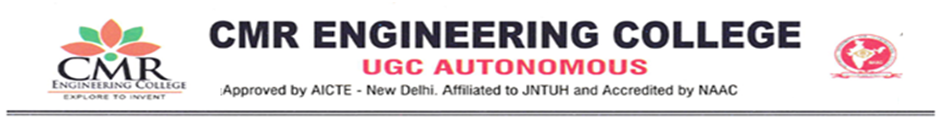 CMR
ENGINEERING COLLEGE
EXPLORE TO INVENT
CMR ENGINEERING COLLEGE
UGC AUTONOMOUS
:Approved by AICTE - New Delhi. Affiliated to JNTUH and Accredited by NAAC